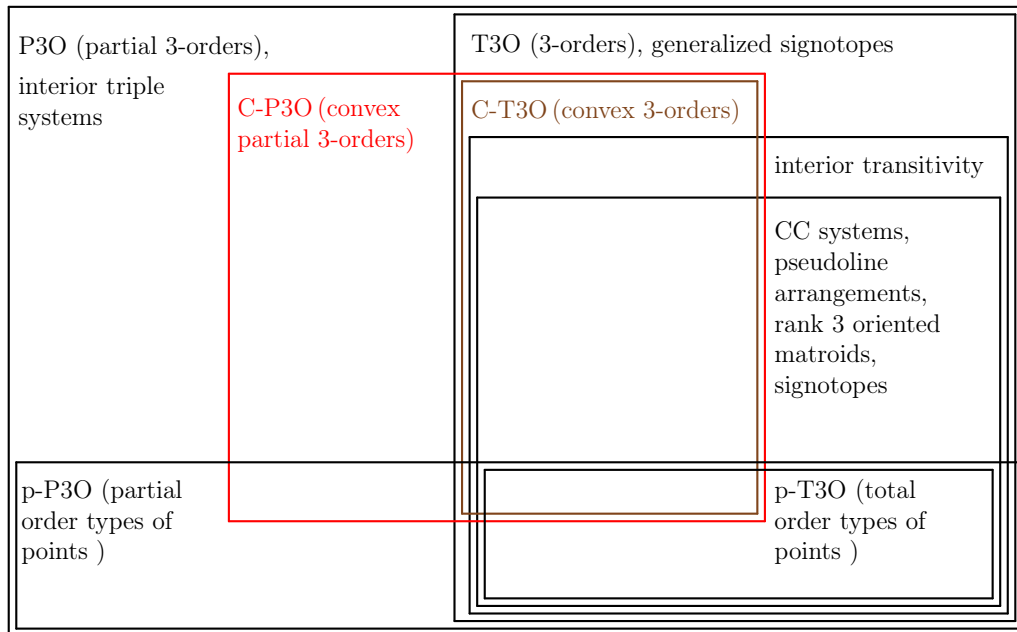 P3O (partial 3-orders),
interior triple
systems
T3O (3-orders), generalized signotopes
C-P3O (convex
partial 3-orders)
C-T3O (convex 3-orders)
interior transitivity
CC systems,
pseudoline
arrangements,
rank 3 oriented
matroids,
signotopes
p-P3O (partial
order types of
points )
p-T3O (total
order types of
points )